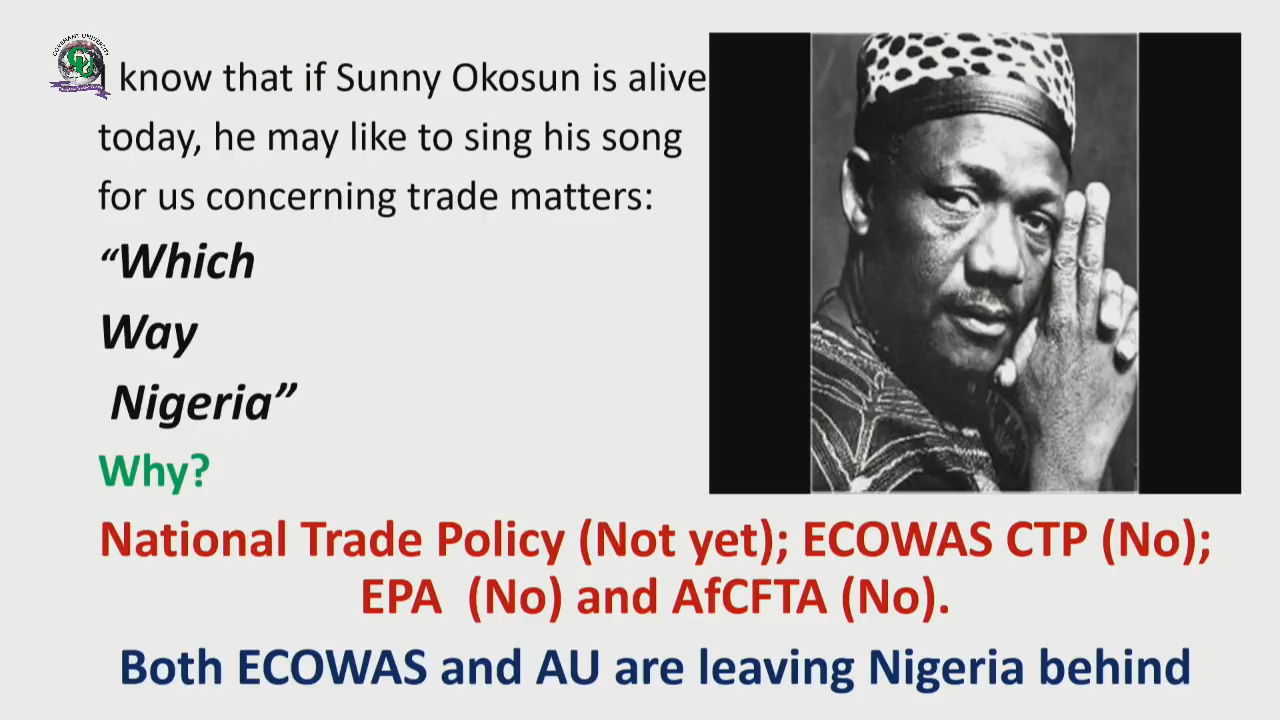 COVENANT UNIVERSITY
I know that if Sunny Okosun is alive
today, he may like to sing his song
for us concerning trade matters:
“Which
Way
Nigeria”
Why?
National Trade Policy (Not yet); ECOWAS CTP (No);
EPA (No) and AfCFTA (No).
Both ECOWAS and AU are leaving Nigeria behind